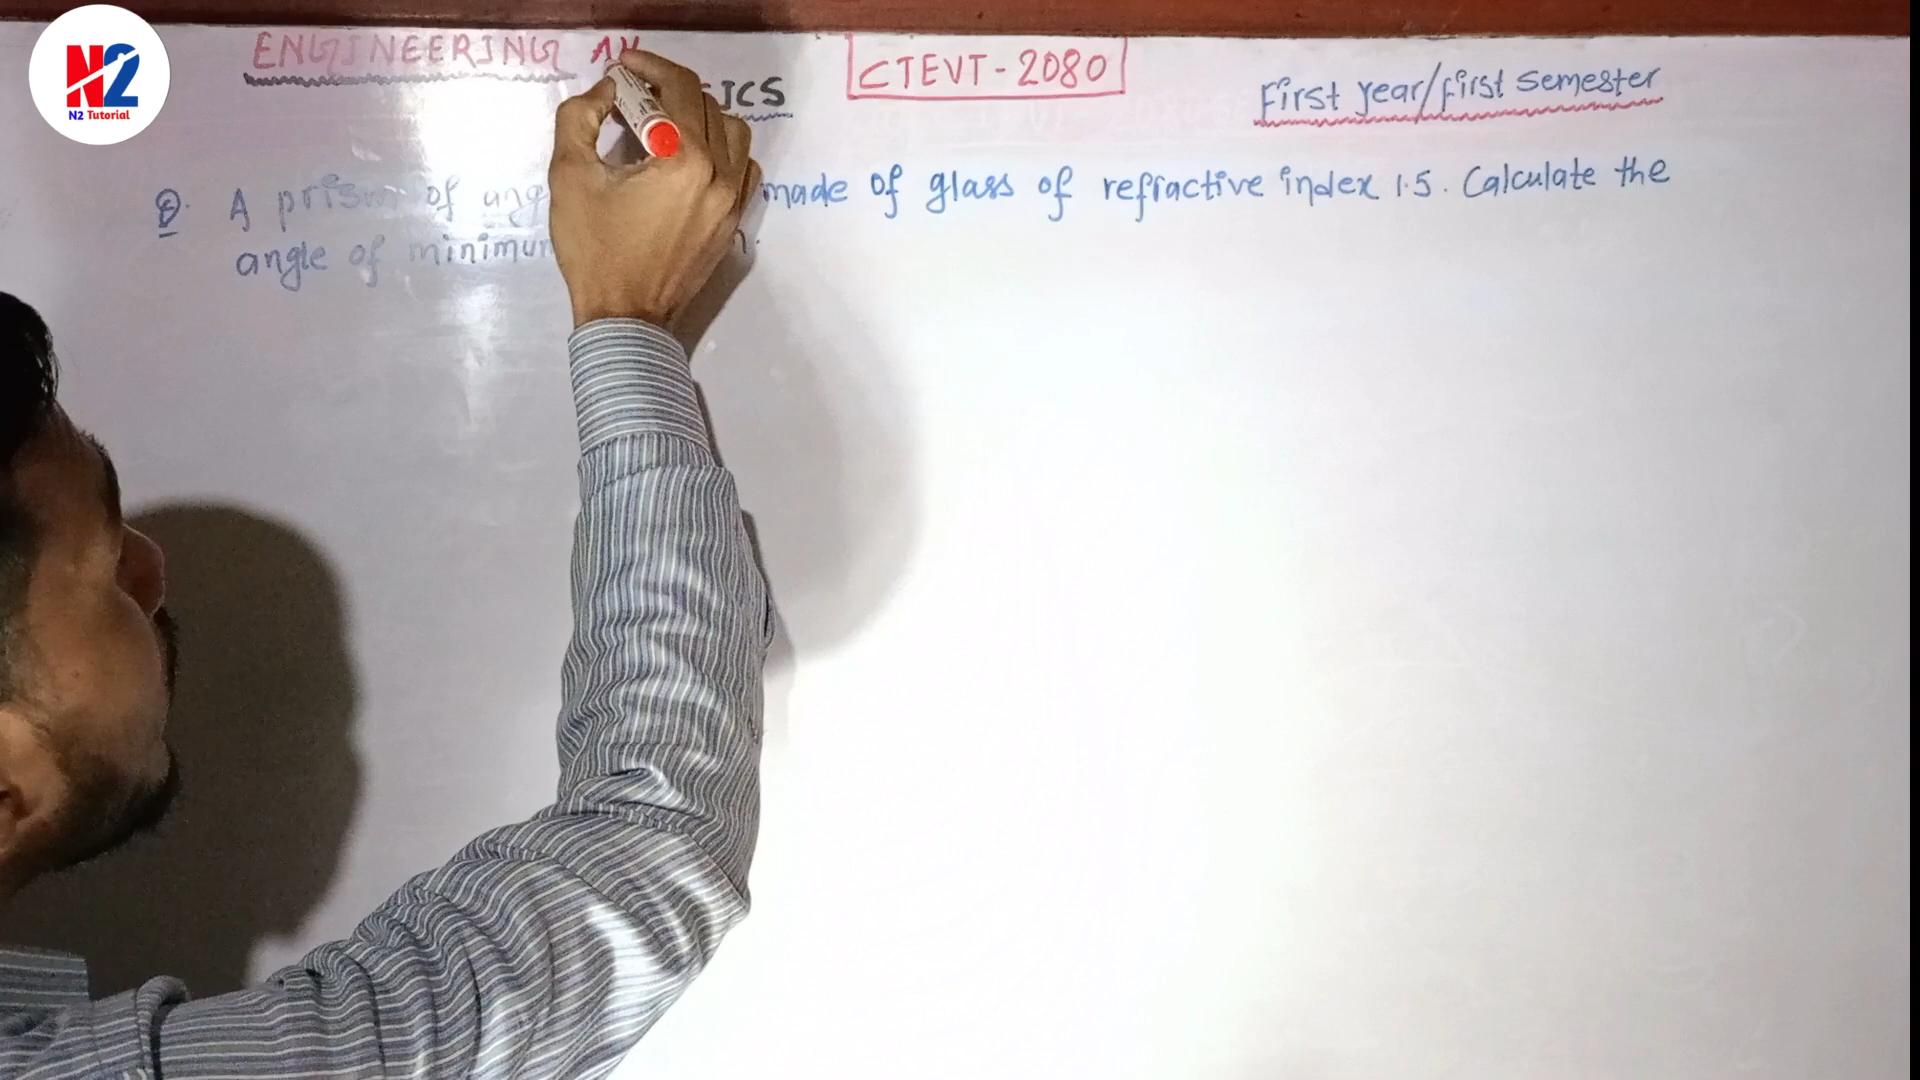 N2
N2 Tutorial
ENGINEERING
CTEVT-2080
First year/first semester
Q. A prism of made of glass of refractive index 1.5. Calculate the
angle of